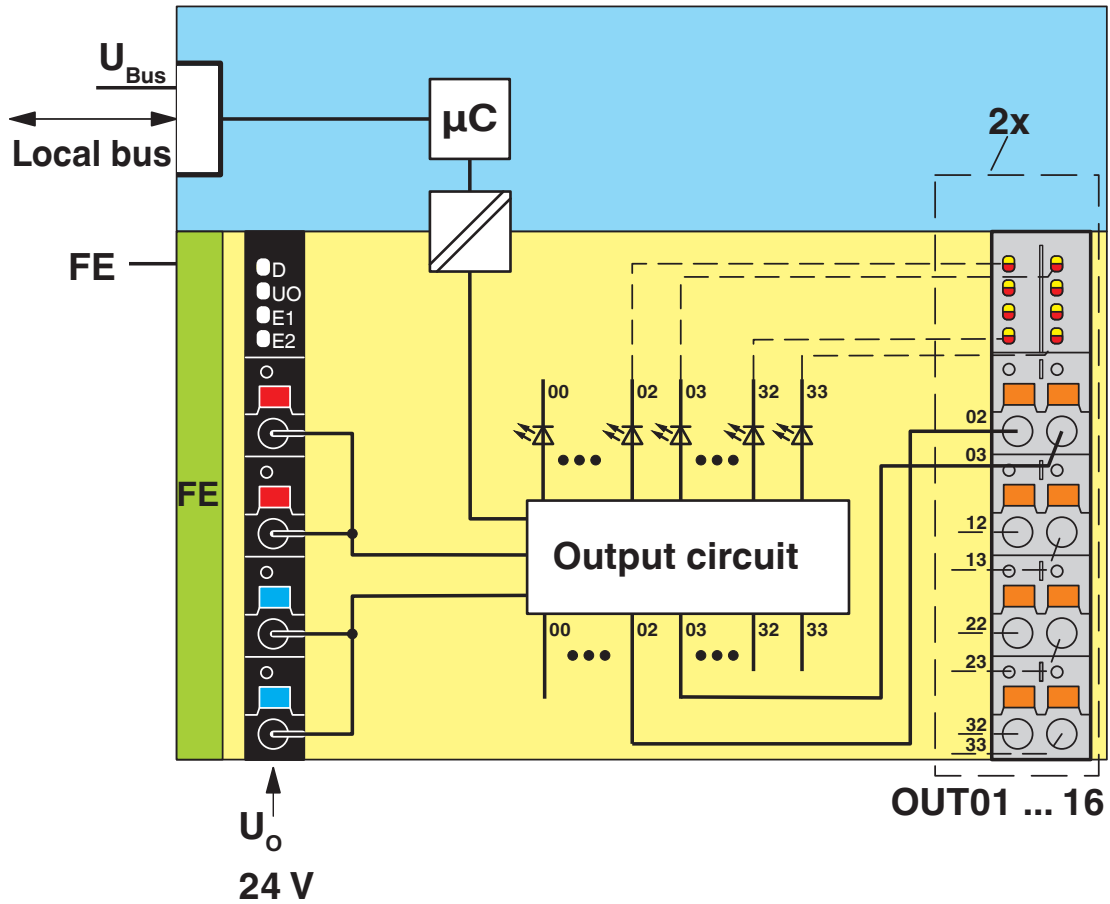 U Bus
Local bus
µC
2x
FE
D
UO
E1
E2
FE
00
02
03
32
33
02
03
12
13
22
23
32
33
Output circuit
00
02
03
32
33
OUT01 ... 16
UO
24 V